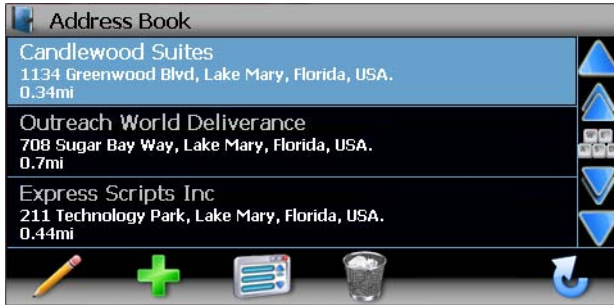 Address Book
Candlewood Suites
1134 Greenwood Blvd, Lake Mary, Florida, USA.
0.34mi
Outreach World Deliverance
708 Sugar Bay Way, Lake Mary, Florida, USA.
0.7mi
Express Scripts Inc
211 Technology Park, Lake Mary, Florida, USA.
0.44mi